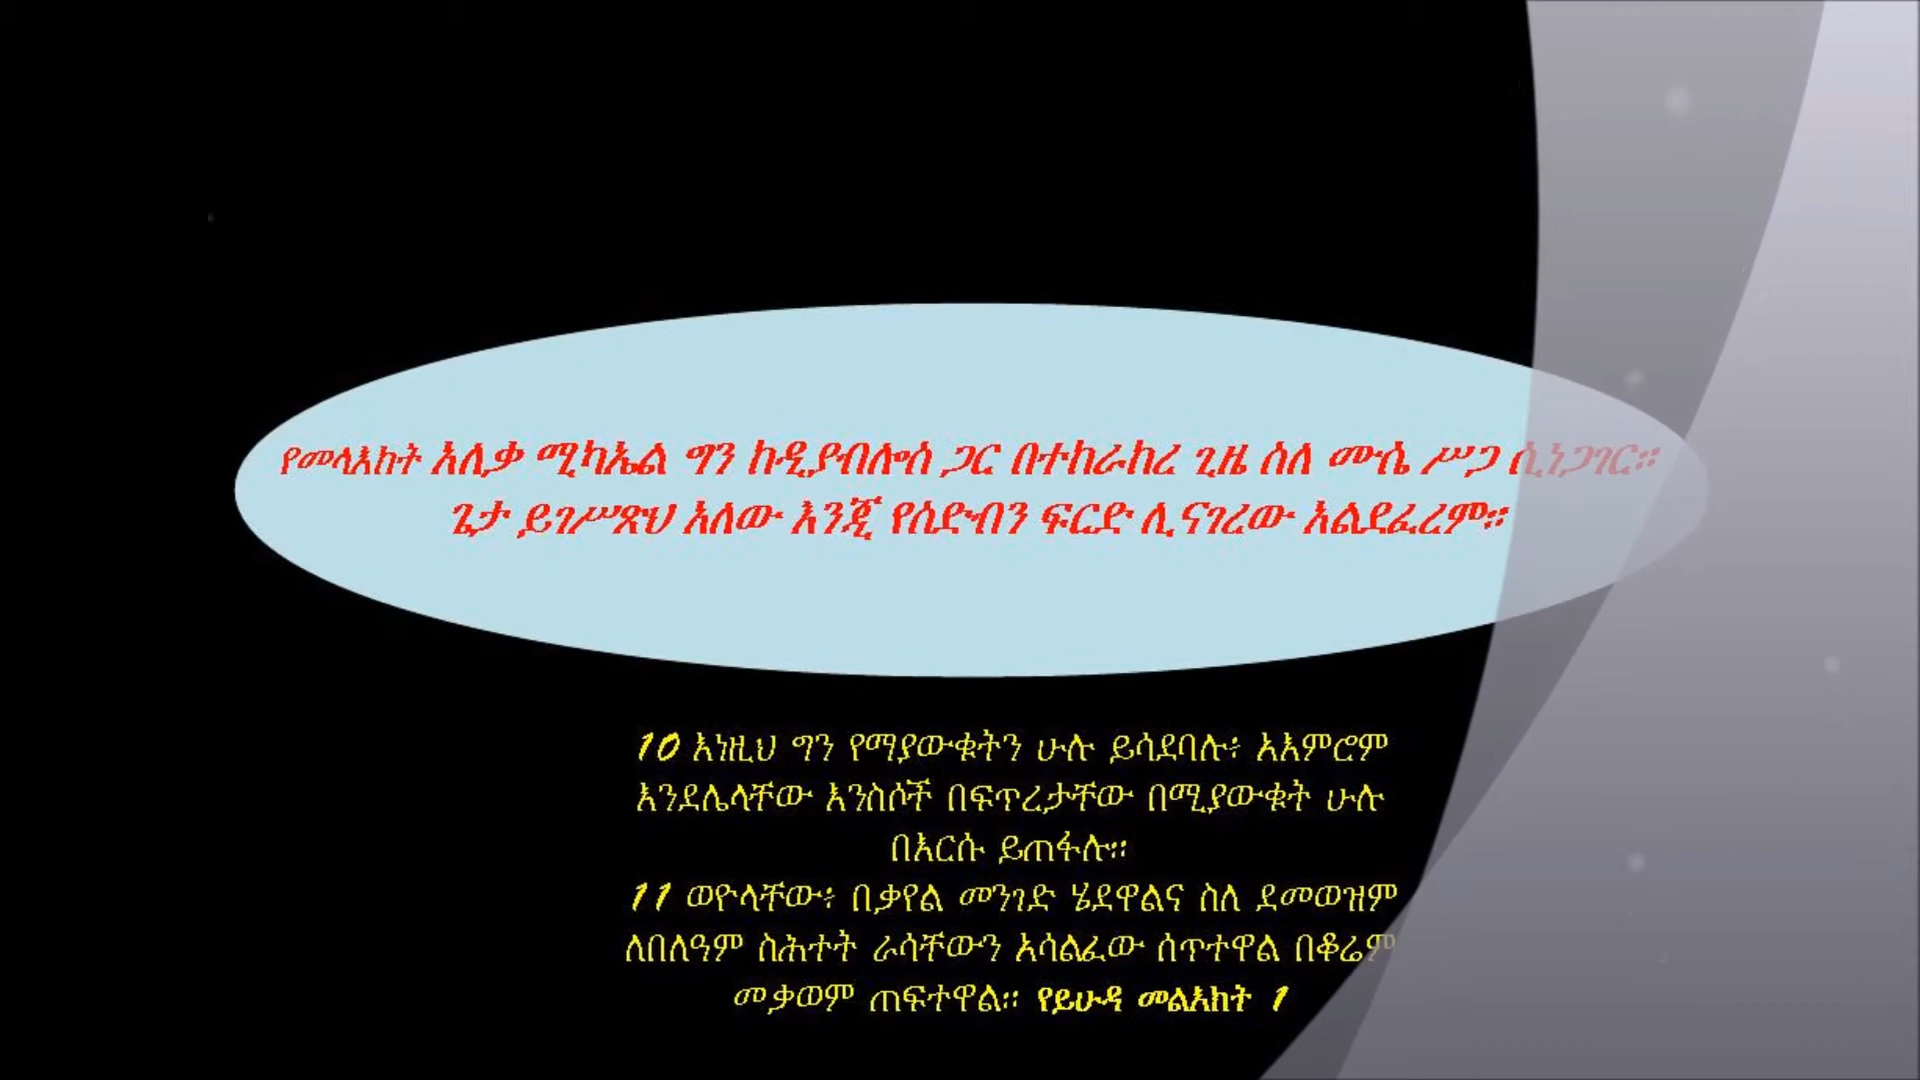 የመላእክት አለቃ ሚካኤል ግን ከዲያብሎስ ጋር በተከራከረ ጊዜ ስለ ሙሴ ሥጋ ሲነጋገር።
ጌታ ይገሥጽህ አለው እንጂ የስድብን ፍርድ ሊናገረው አልደፈረም።
10 እነዚህ ግን የማያውቁትን ሁሉ ይሳደባሉ፥ አእምሮም
እንደሌላቸው እንስሶች በፍጥረታቸው በሚያውቁት ሁሉ
በእርሱ ይጠፋሉ።
11 ወዮላቸው፥ በቃየል መንገድ ሄደዋልና ስለ ደመወዝም
ለበለዓም ስሕተት ራሳቸውን አሳልፈው ሰጥተዋል በቆሬም
መቃወም ጠፍተዋል። የይሁዳ መልእክት 1